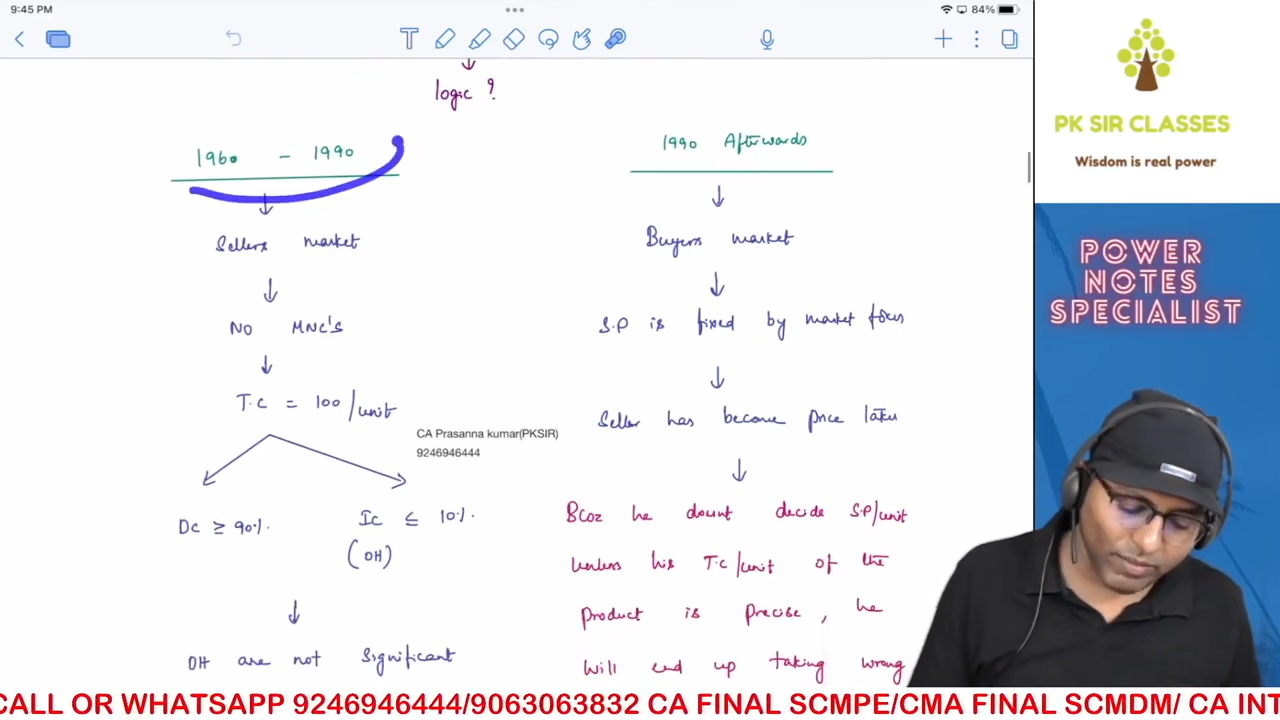 9:45 PM
84%
logic ?
1960 - 1990
Sellers market
NO MNC'S
T.C = 100/unit
DC ≥ 90%.
IC ≤ 10%.
(OH)
OH are not Significant
1990 Afterwards
Buyers market
S.P is fixed by market forces
Seller has become price taker
BCoz he dount decide S.P/unit
Unless his T.C/unit of the
Product is Precise, he
Will end up taking wrong
CA Prasanna kumar(PKSIR)
9246946444
PK SIR CLASSES
Wisdom is real power
POWER
NOTES
SPECIALIST
CALL OR WHATSAPP 9246946444/9063063832 CA FINAL SCMPE/CMA FINAL SCMDM/ CA INT